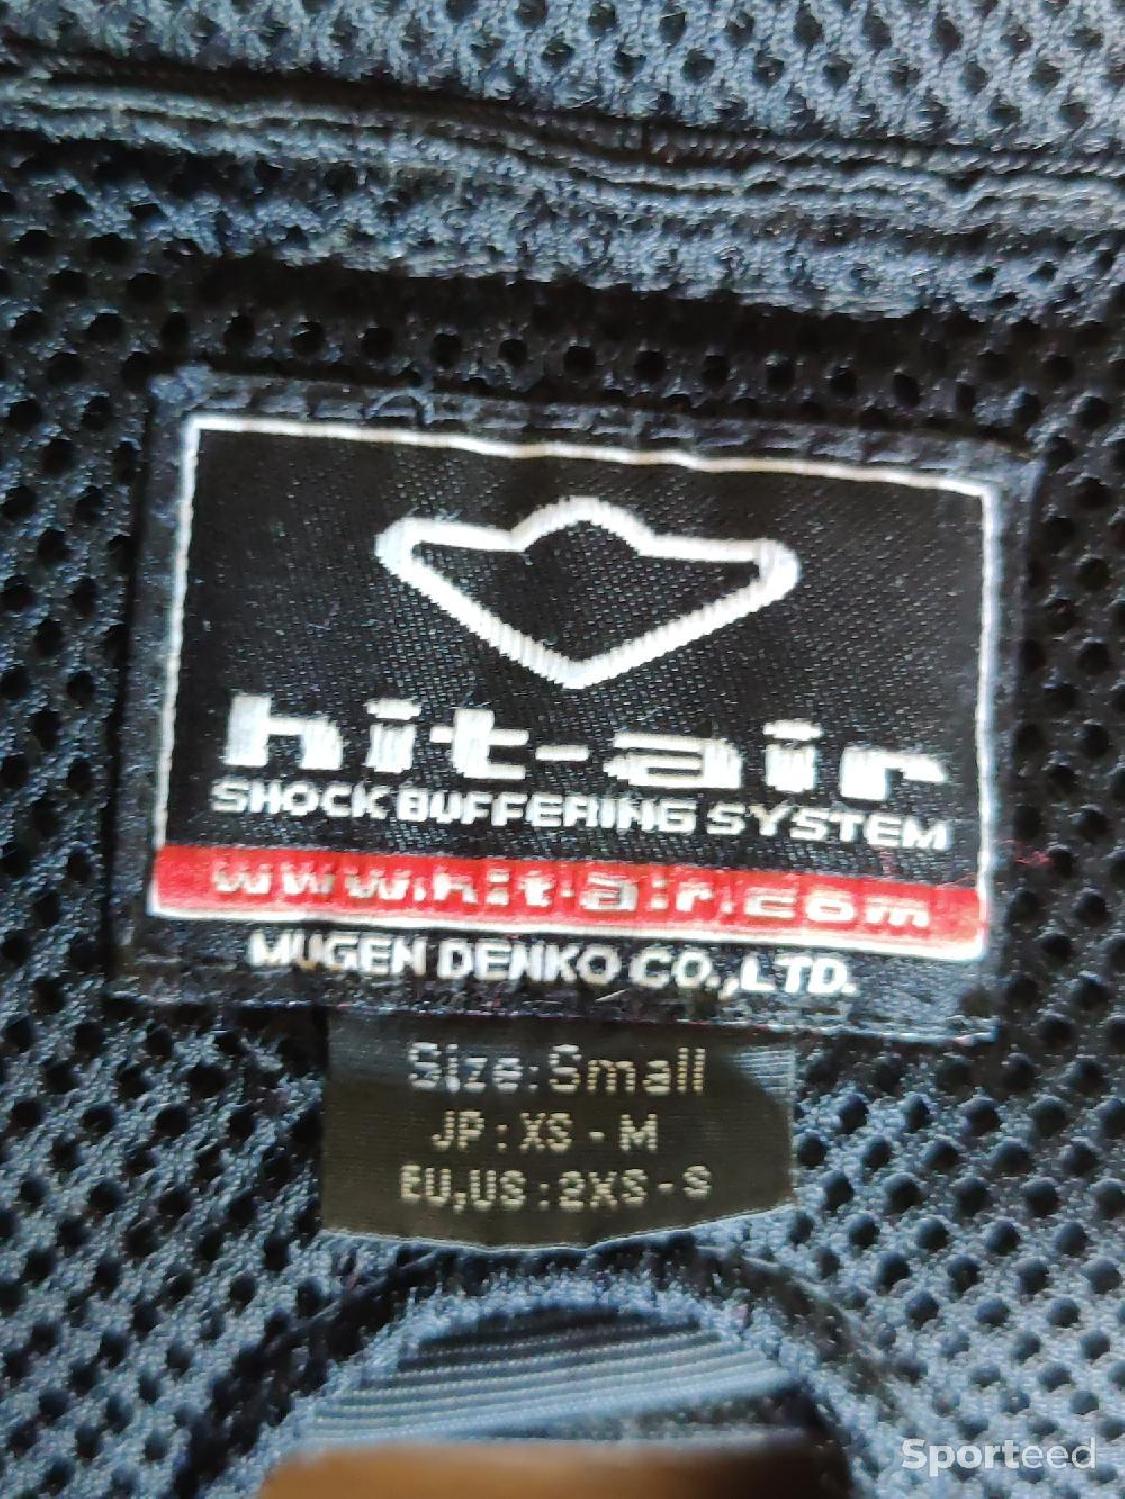 hit-air
SHOCK BUFFERING SYSTEM
www.hit-air.com
MUGEN DENKO CO.,LTD.
Size:Small
JP:XS-M
EU,US:2XS-S
Sporteed